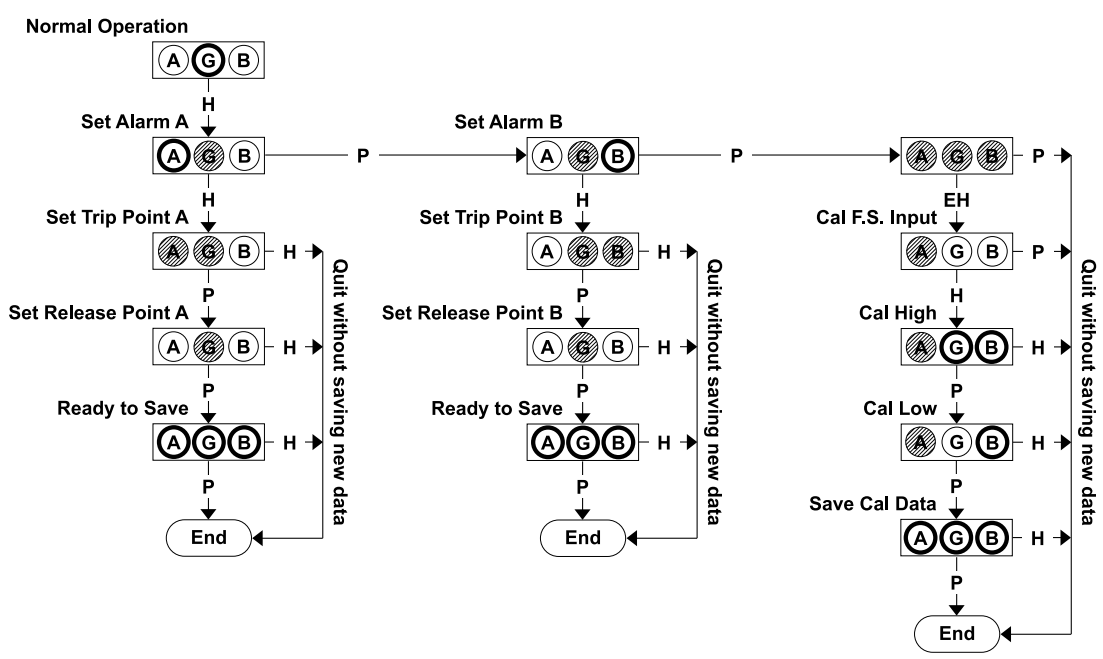 Normal Operation
A G B
H
Set Alarm A
A G B
P
Set Alarm B
A G B
P
A G B
P
H
H
EH
Set Trip Point A
A G B
H
Set Trip Point B
A G B
H
Cal F.S. Input
A G B
P
P
P
H
Set Release Point A
A G B
H
Set Release Point B
A G B
H
Cal High
A G B
H
P
P
P
Ready to Save
A G B
H
Ready to Save
A G B
H
Cal Low
A G B
H
P
P
P
End
End
Save Cal Data
A G B
H
P
End
Quit without saving new data
Quit without saving new data
Quit without saving new data